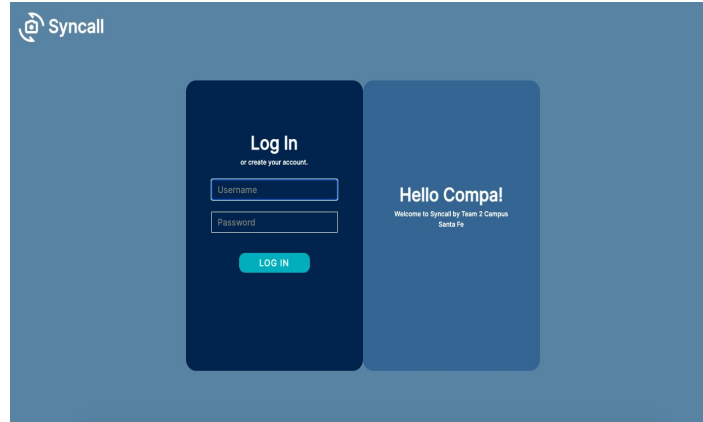 Syncall
Log In
or create your account.
Username
Password
LOG IN
Hello Compa!
Welcome to Syncall by Team 2 Campus
Santa Fe